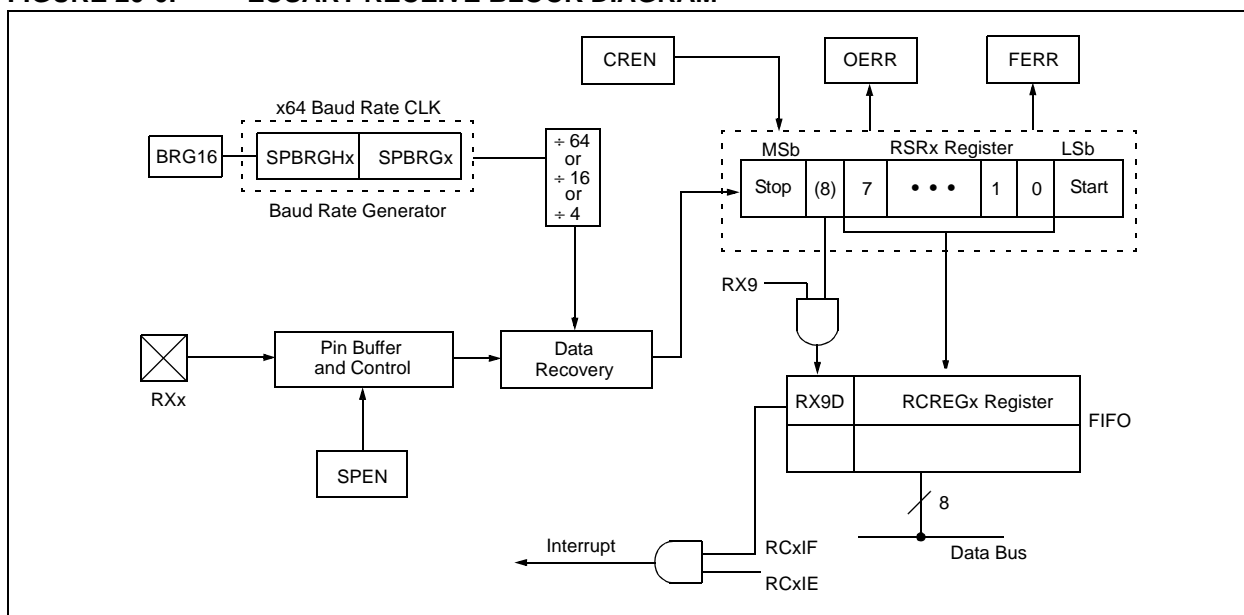 CREN
OERR
FERR
x64 Baud Rate CLK
BRG16
SPBRGHx
SPBRGx
Baud Rate Generator
÷ 64
or
÷ 16
or
÷ 4
MSb
RSRx Register
LSb
Stop
(8)
7
• • •
1
0
Start
RX9
RXx
Pin Buffer
and Control
Data
Recovery
SPEN
RX9D
RCREGx Register
FIFO
8
Data Bus
Interrupt
RCxIF
RCxIE